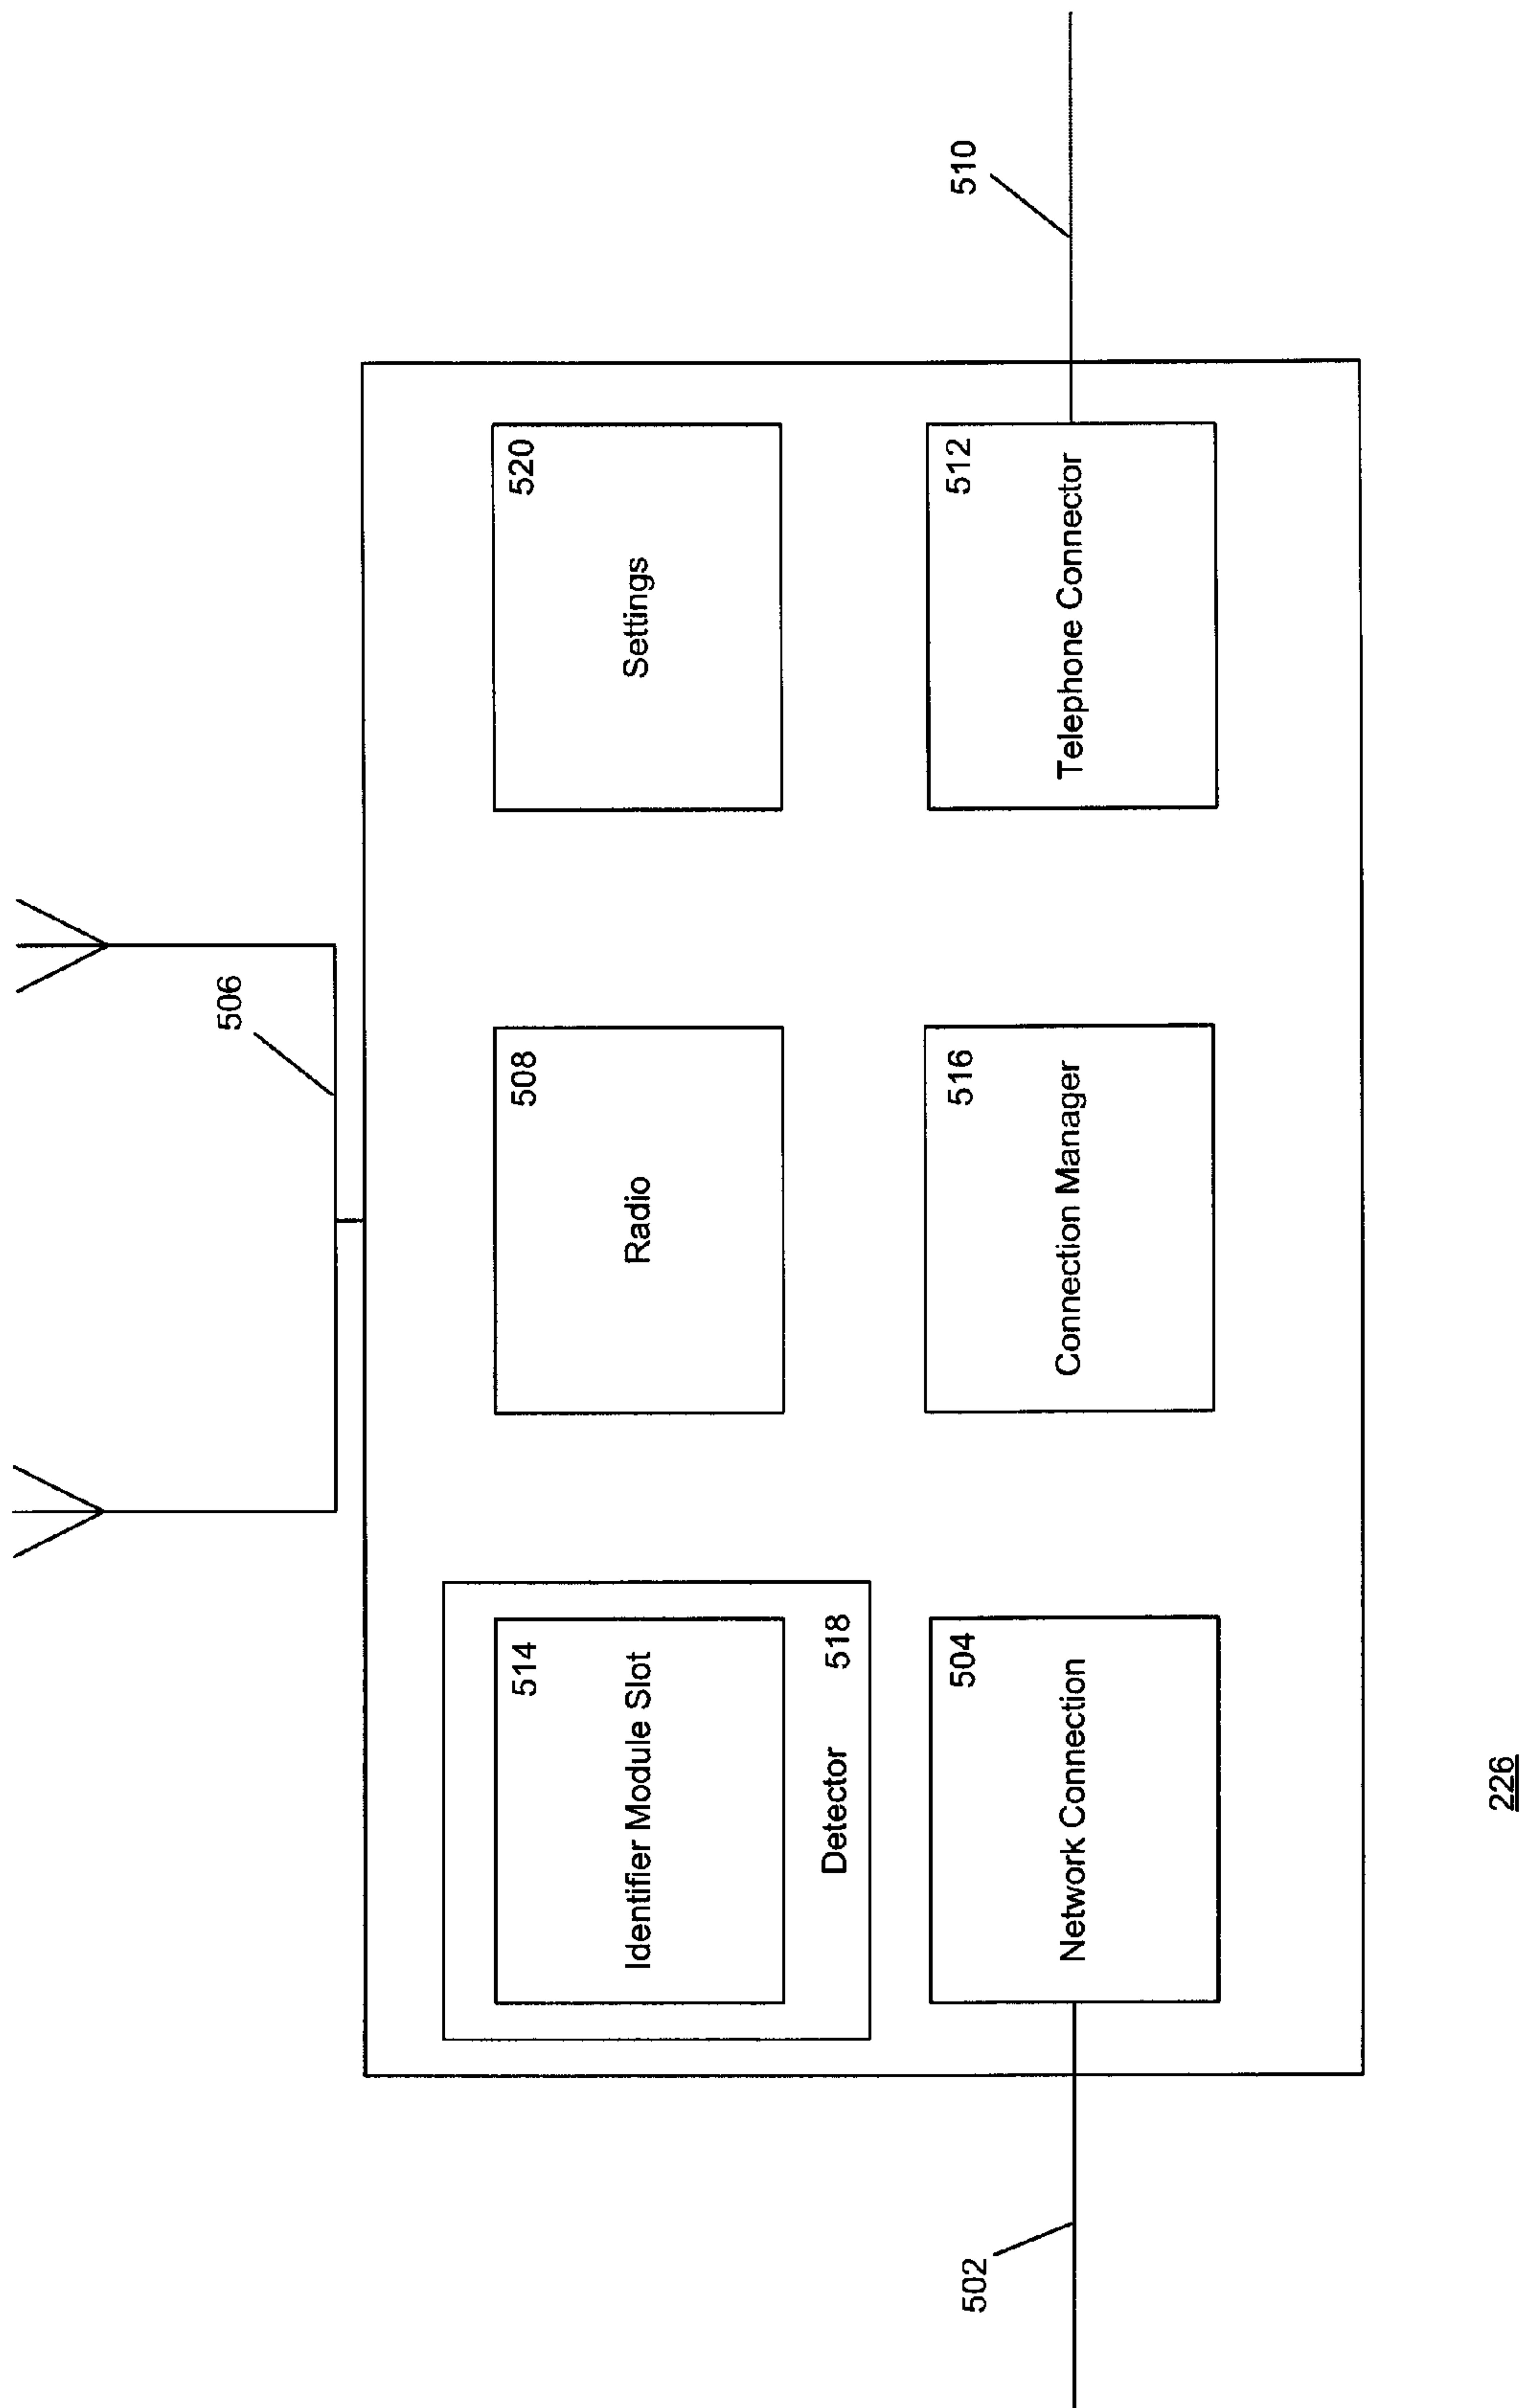 506
514
Identifier Module Slot
Detector 518
508
Radio
520
Settings
502
504
Network Connection
516
Connection Manager
512
Telephone Connector
510
226